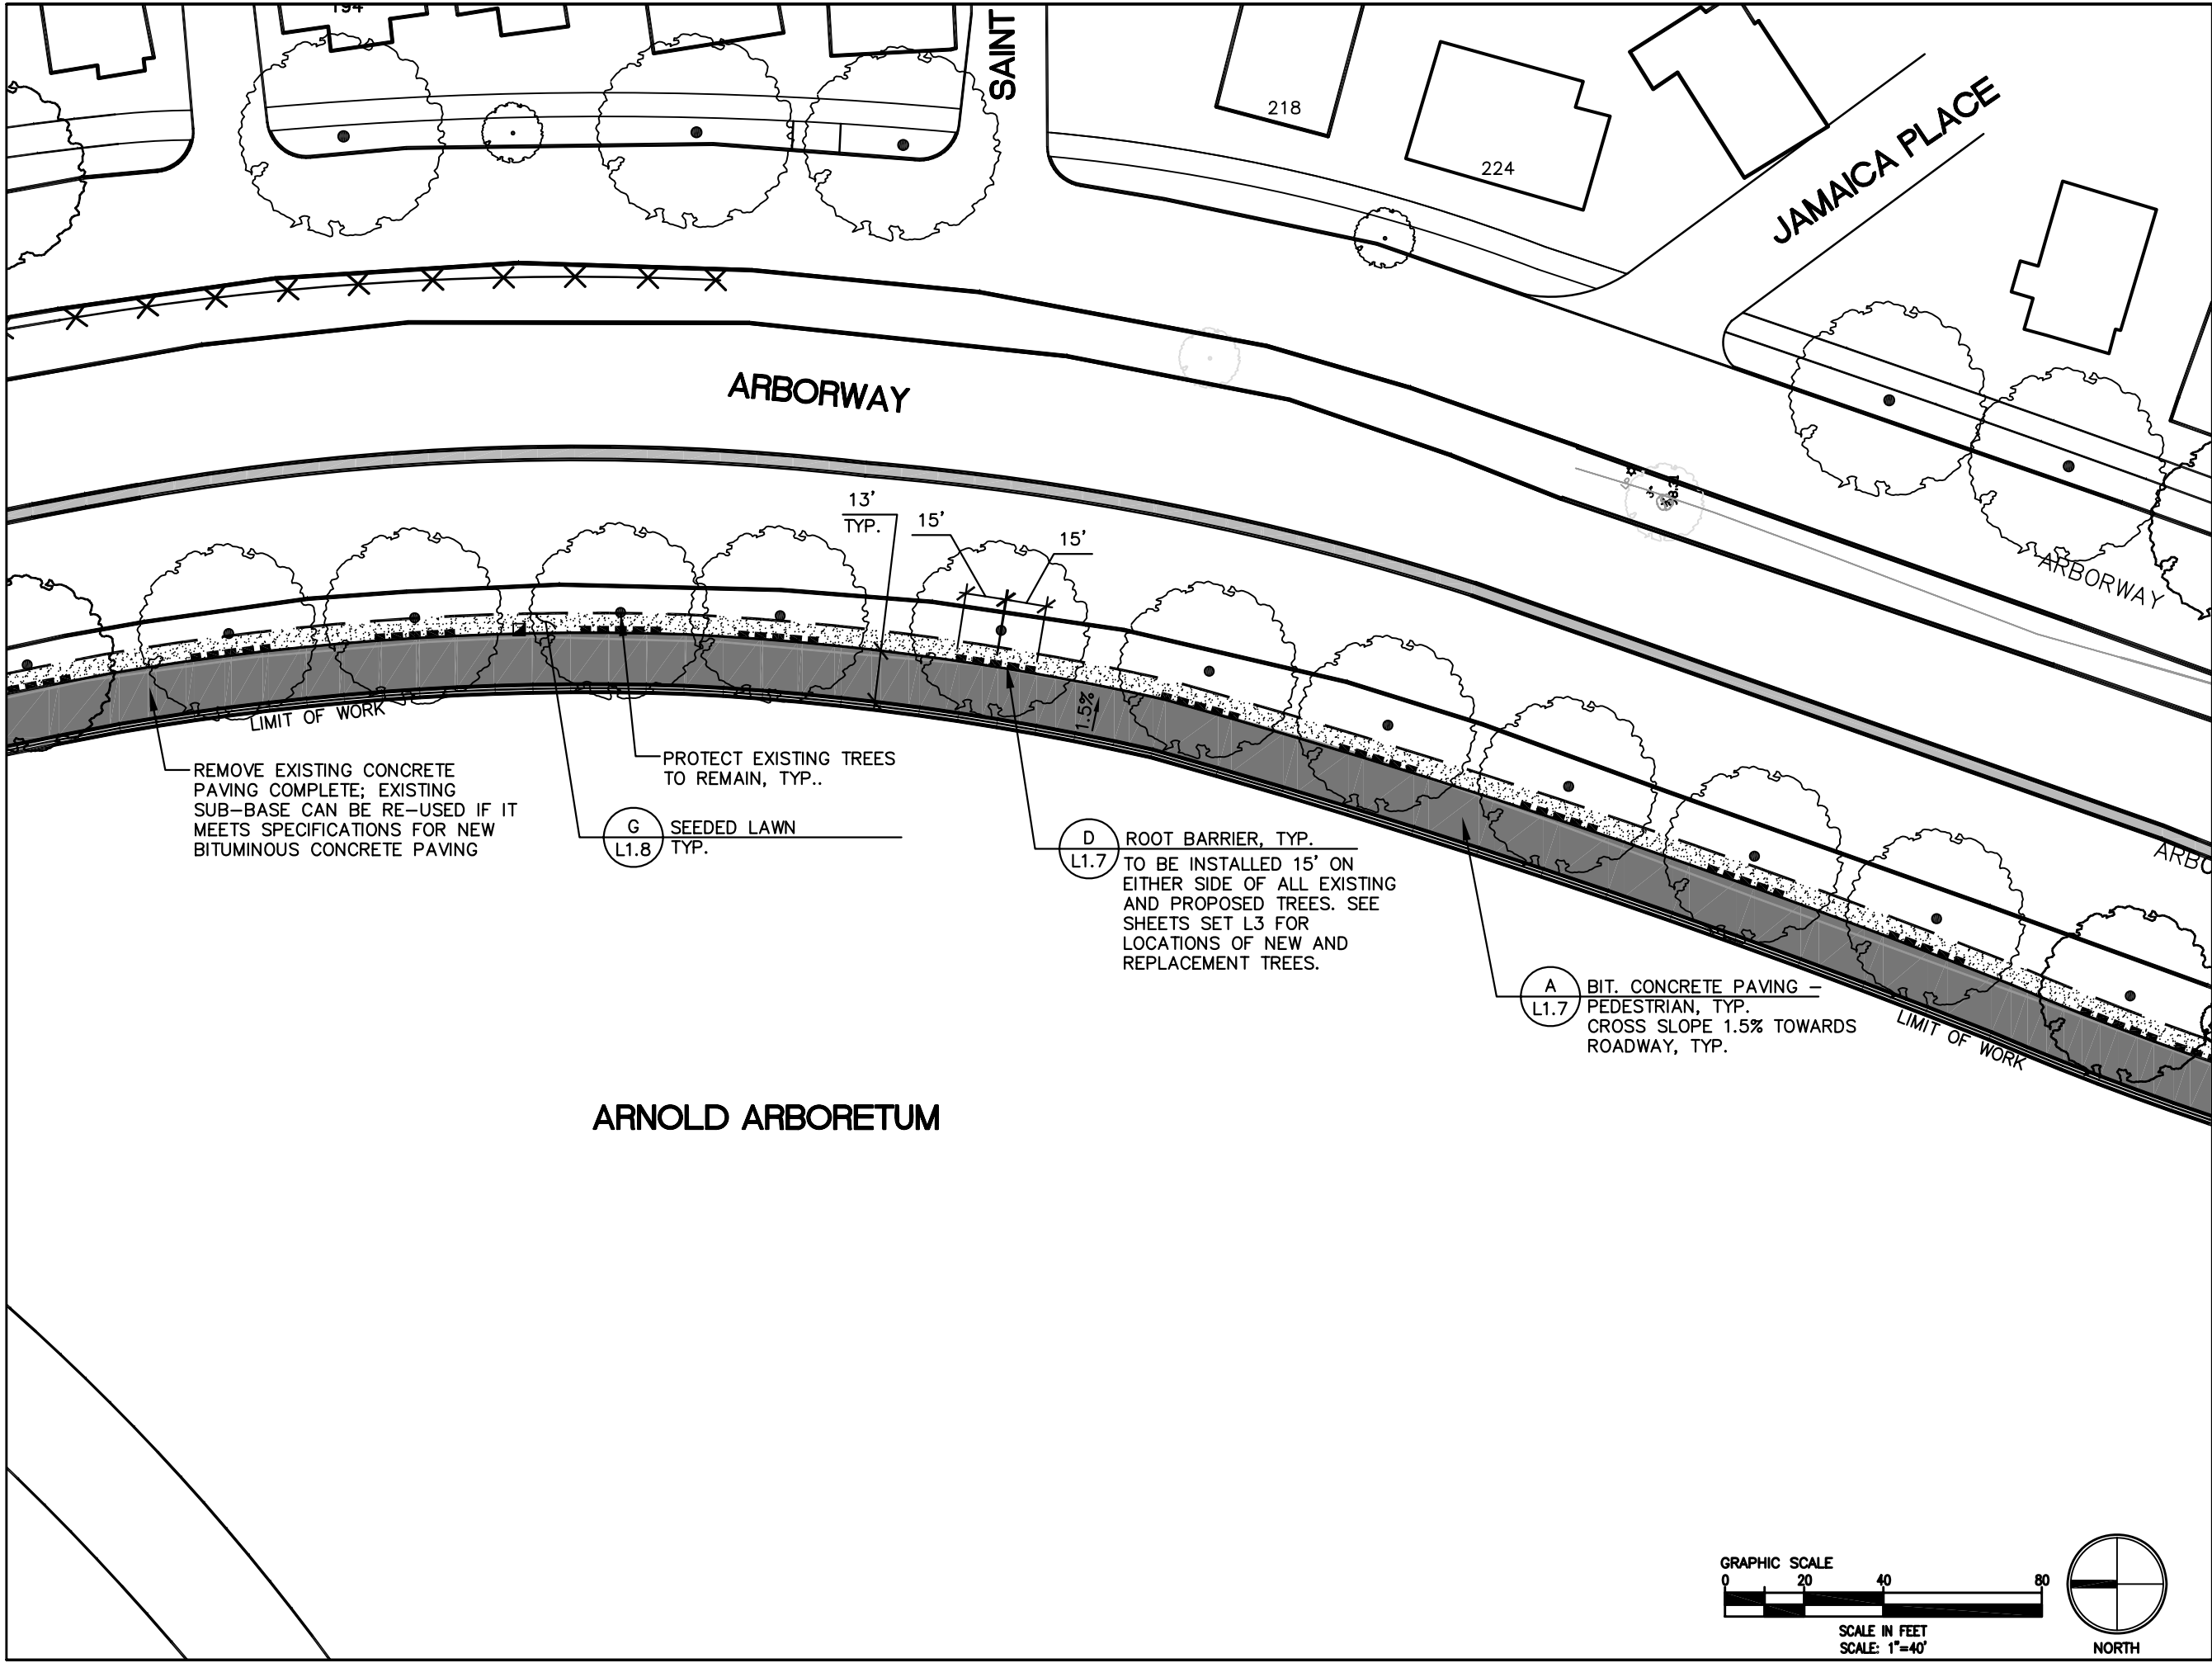 194
SAINT
218
224
JAMAICA PLACE
ARBORWAY
ARBORWAY
13'
TYP.
15'
15'
1.5%
LIMIT OF WORK
REMOVE EXISTING CONCRETE
PAVING COMPLETE; EXISTING
SUB-BASE CAN BE RE-USED IF IT
MEETS SPECIFICATIONS FOR NEW
BITUMINOUS CONCRETE PAVING
PROTECT EXISTING TREES
TO REMAIN, TYP..
G
L1.8
SEEDED LAWN
TYP.
D
L1.7
ROOT BARRIER, TYP.
TO BE INSTALLED 15' ON
EITHER SIDE OF ALL EXISTING
AND PROPOSED TREES. SEE
SHEETS SET L3 FOR
LOCATIONS OF NEW AND
REPLACEMENT TREES.
ARBO
A
L1.7
BIT. CONCRETE PAVING –
PEDESTRIAN, TYP.
CROSS SLOPE 1.5% TOWARDS
ROADWAY, TYP.
LIMIT OF WORK
ARNOLD ARBORETUM
GRAPHIC SCALE
0 20 40 80
SCALE IN FEET
SCALE: 1"=40'
NORTH